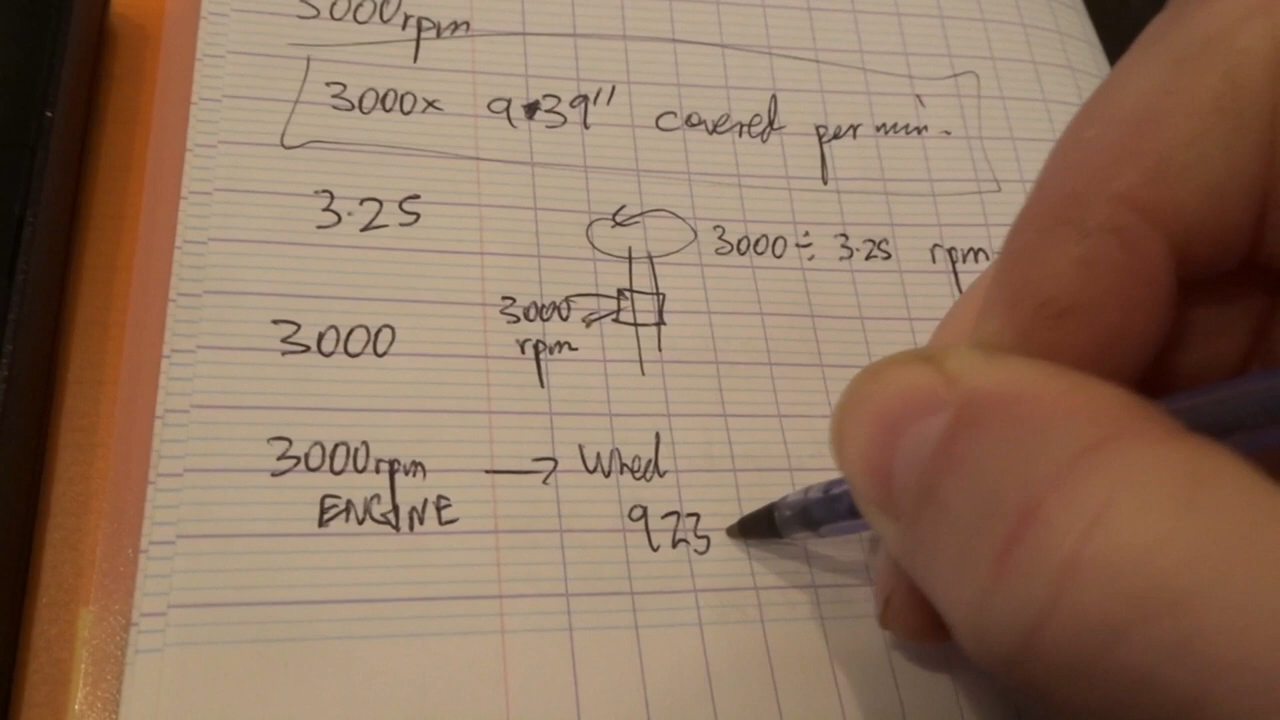 3000rpm
3000x 9.39" covered per min.
3.25
3000 ÷ 3.25 rpm
3000
rpm
3000
3000rpm → Wheel
ENGINE
923